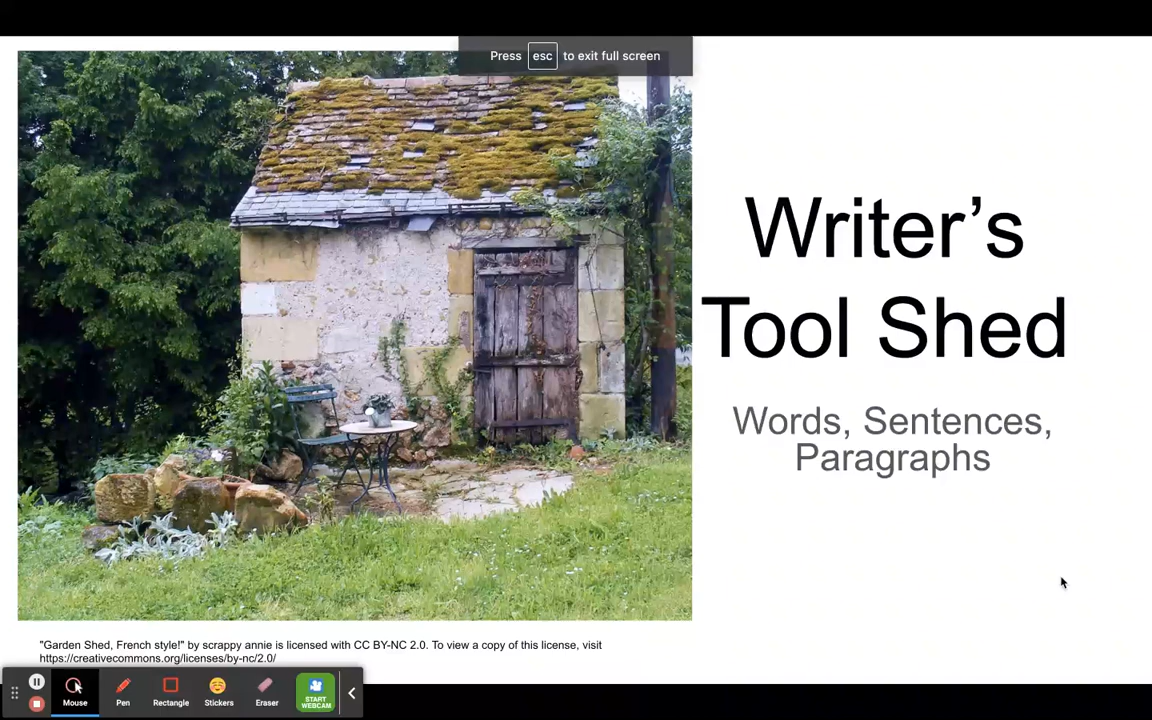 Press esc to exit full screen
Writer’s
Tool Shed
Words, Sentences,
Paragraphs
"Garden Shed, French style!" by scrappy annie is licensed with CC BY-NC 2.0. To view a copy of this license, visit
https://creativecommons.org/licenses/by-nc/2.0/
Mouse
Pen
Rectangle
Stickers
Eraser
START
WEBCAM